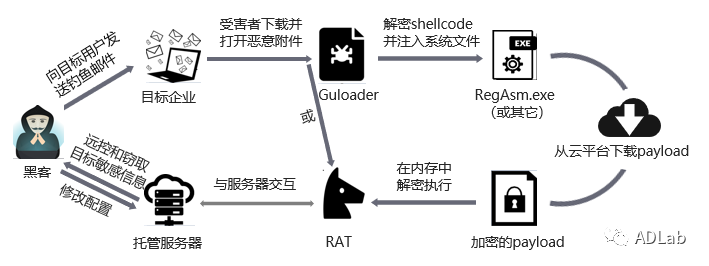 向目标用户发
送钓鱼邮件
受害者下载并
打开恶意附件
解密shellcode
并注入系统文件
EXE
目标企业
Guloader
RegAsm.exe
(或其它)
或
黑客
远控和窃取
目标敏感信息
修改配置
从云平台下载payload
与服务器交互
在内存中
解密执行
托管服务器
RAT
加密的payload
ADLab